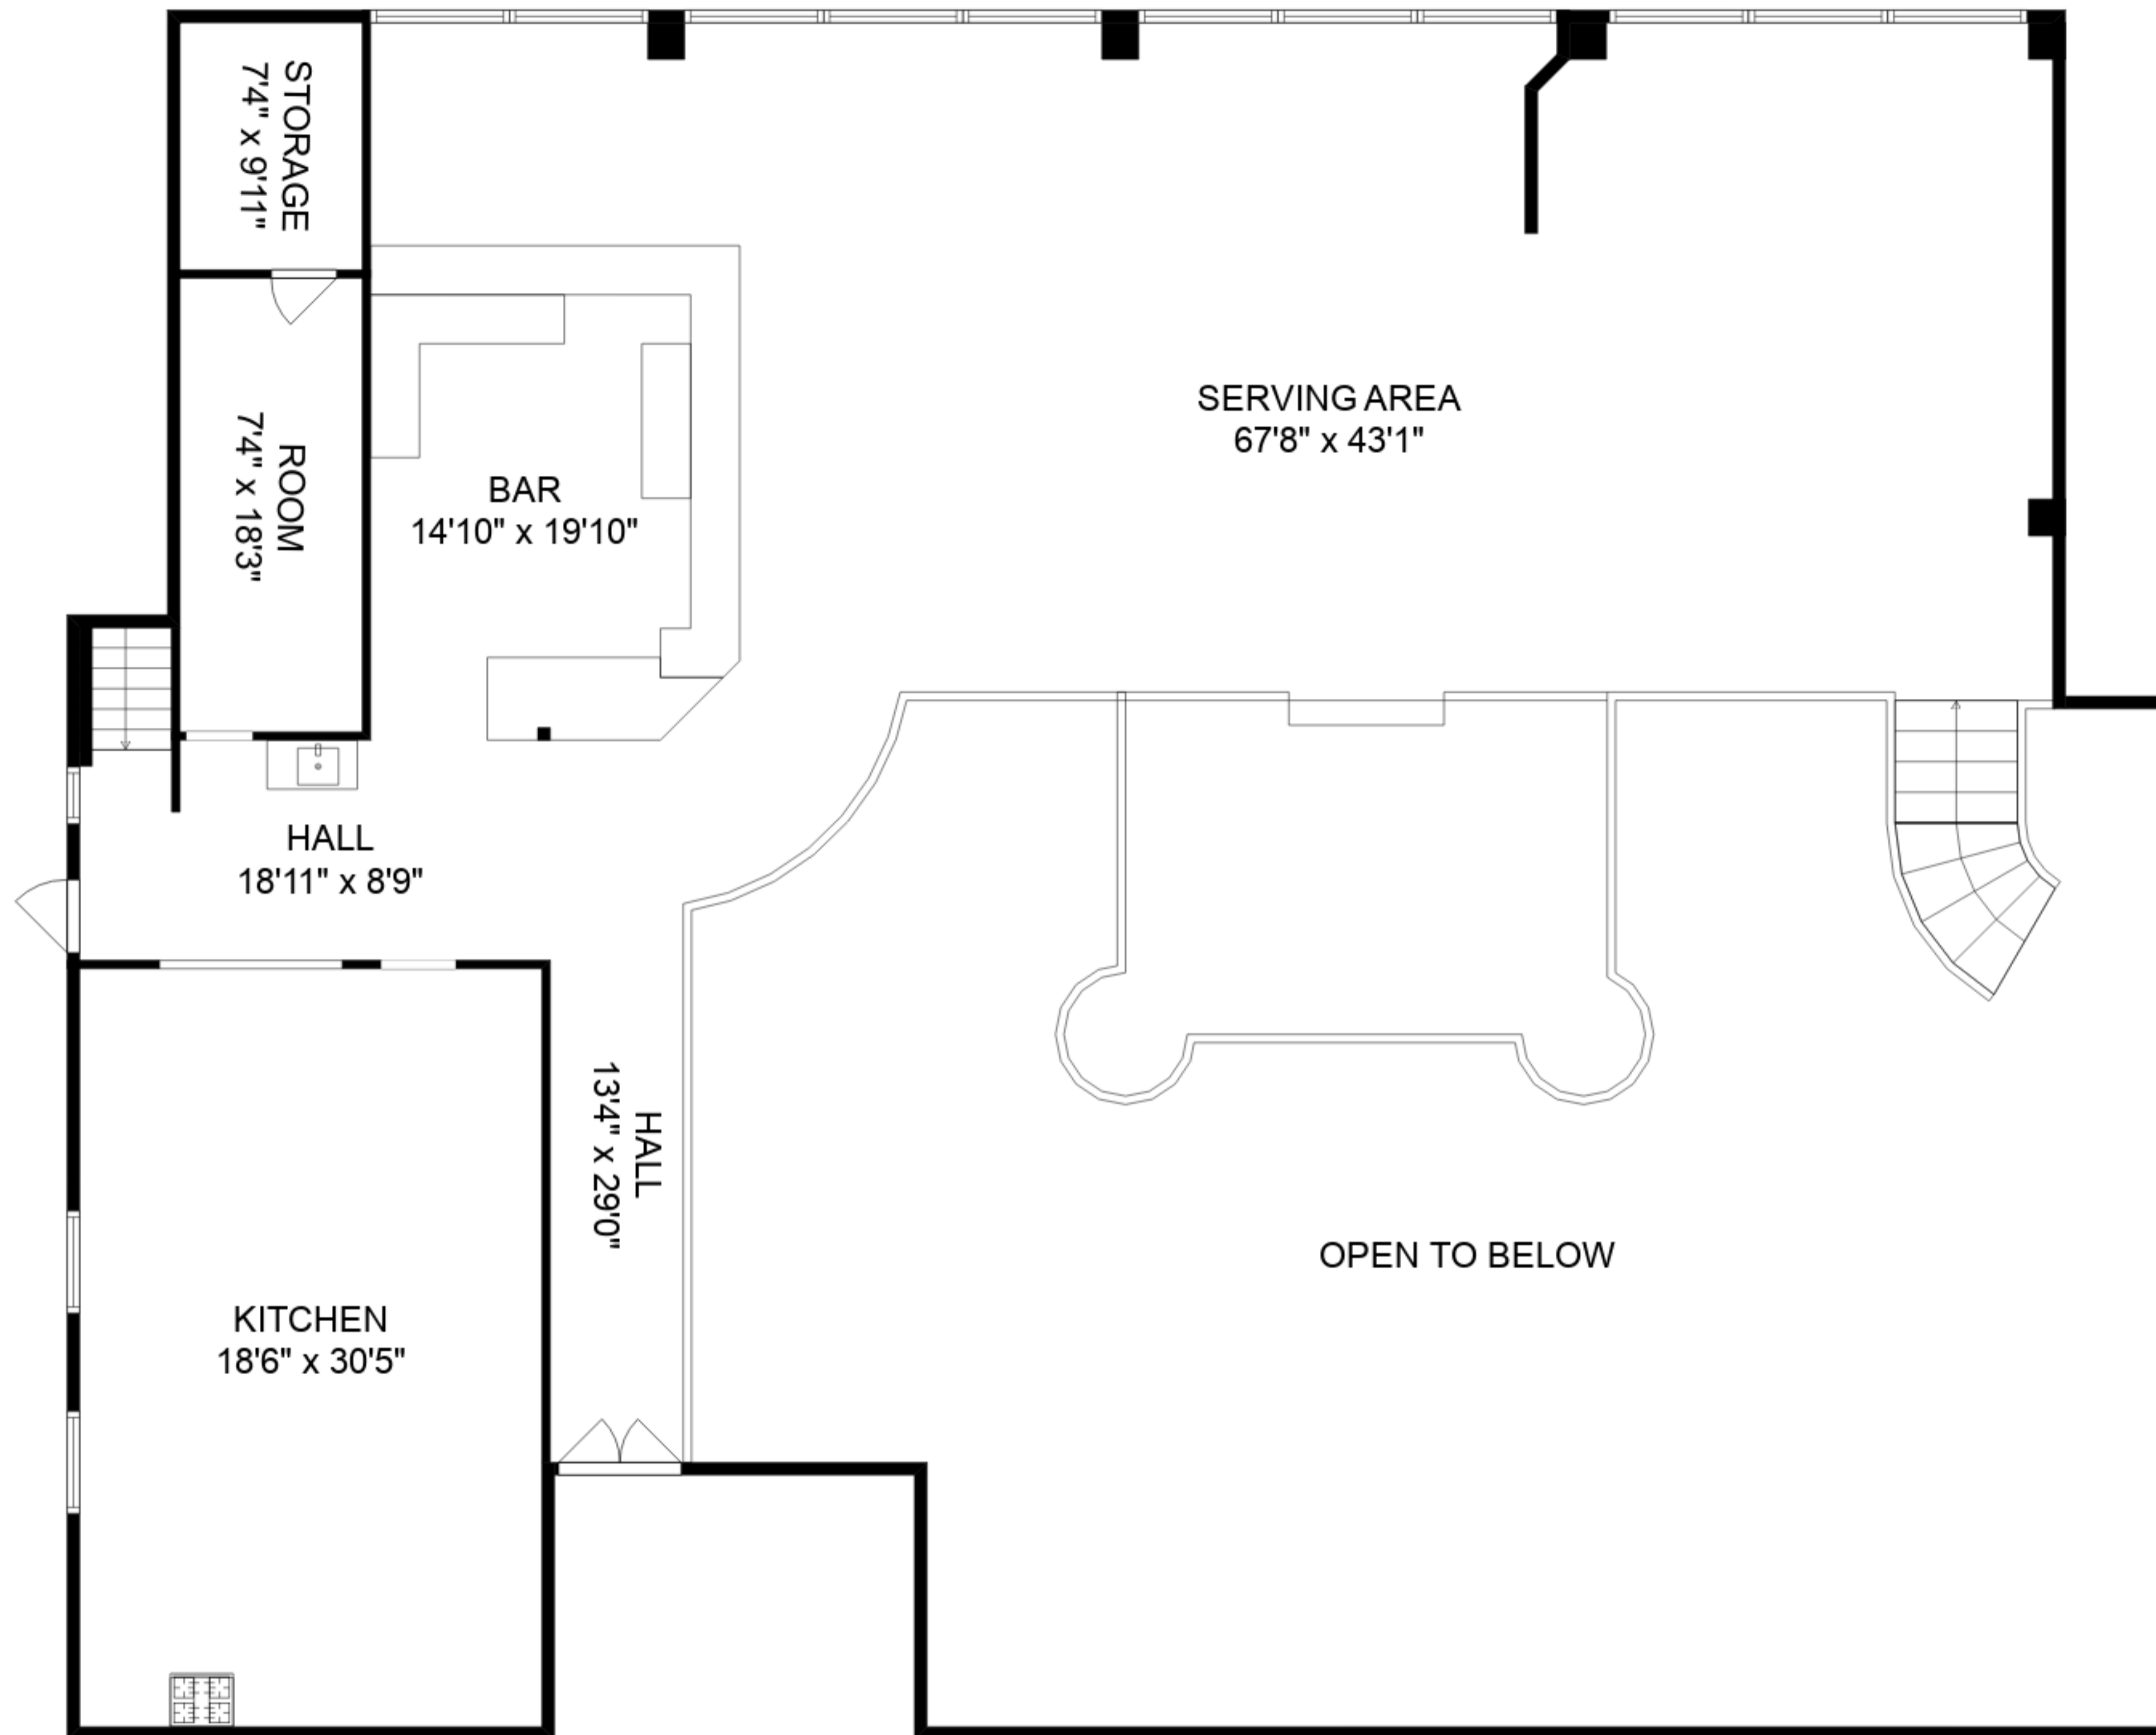 STORAGE
7'4" x 9'11"
ROOM
7'4" x 18'3"
BAR
14'10" x 19'10"
SERVING AREA
67'8" x 43'1"
HALL
18'11" x 8'9"
HALL
13'4" x 29'0"
KITCHEN
18'6" x 30'5"
OPEN TO BELOW